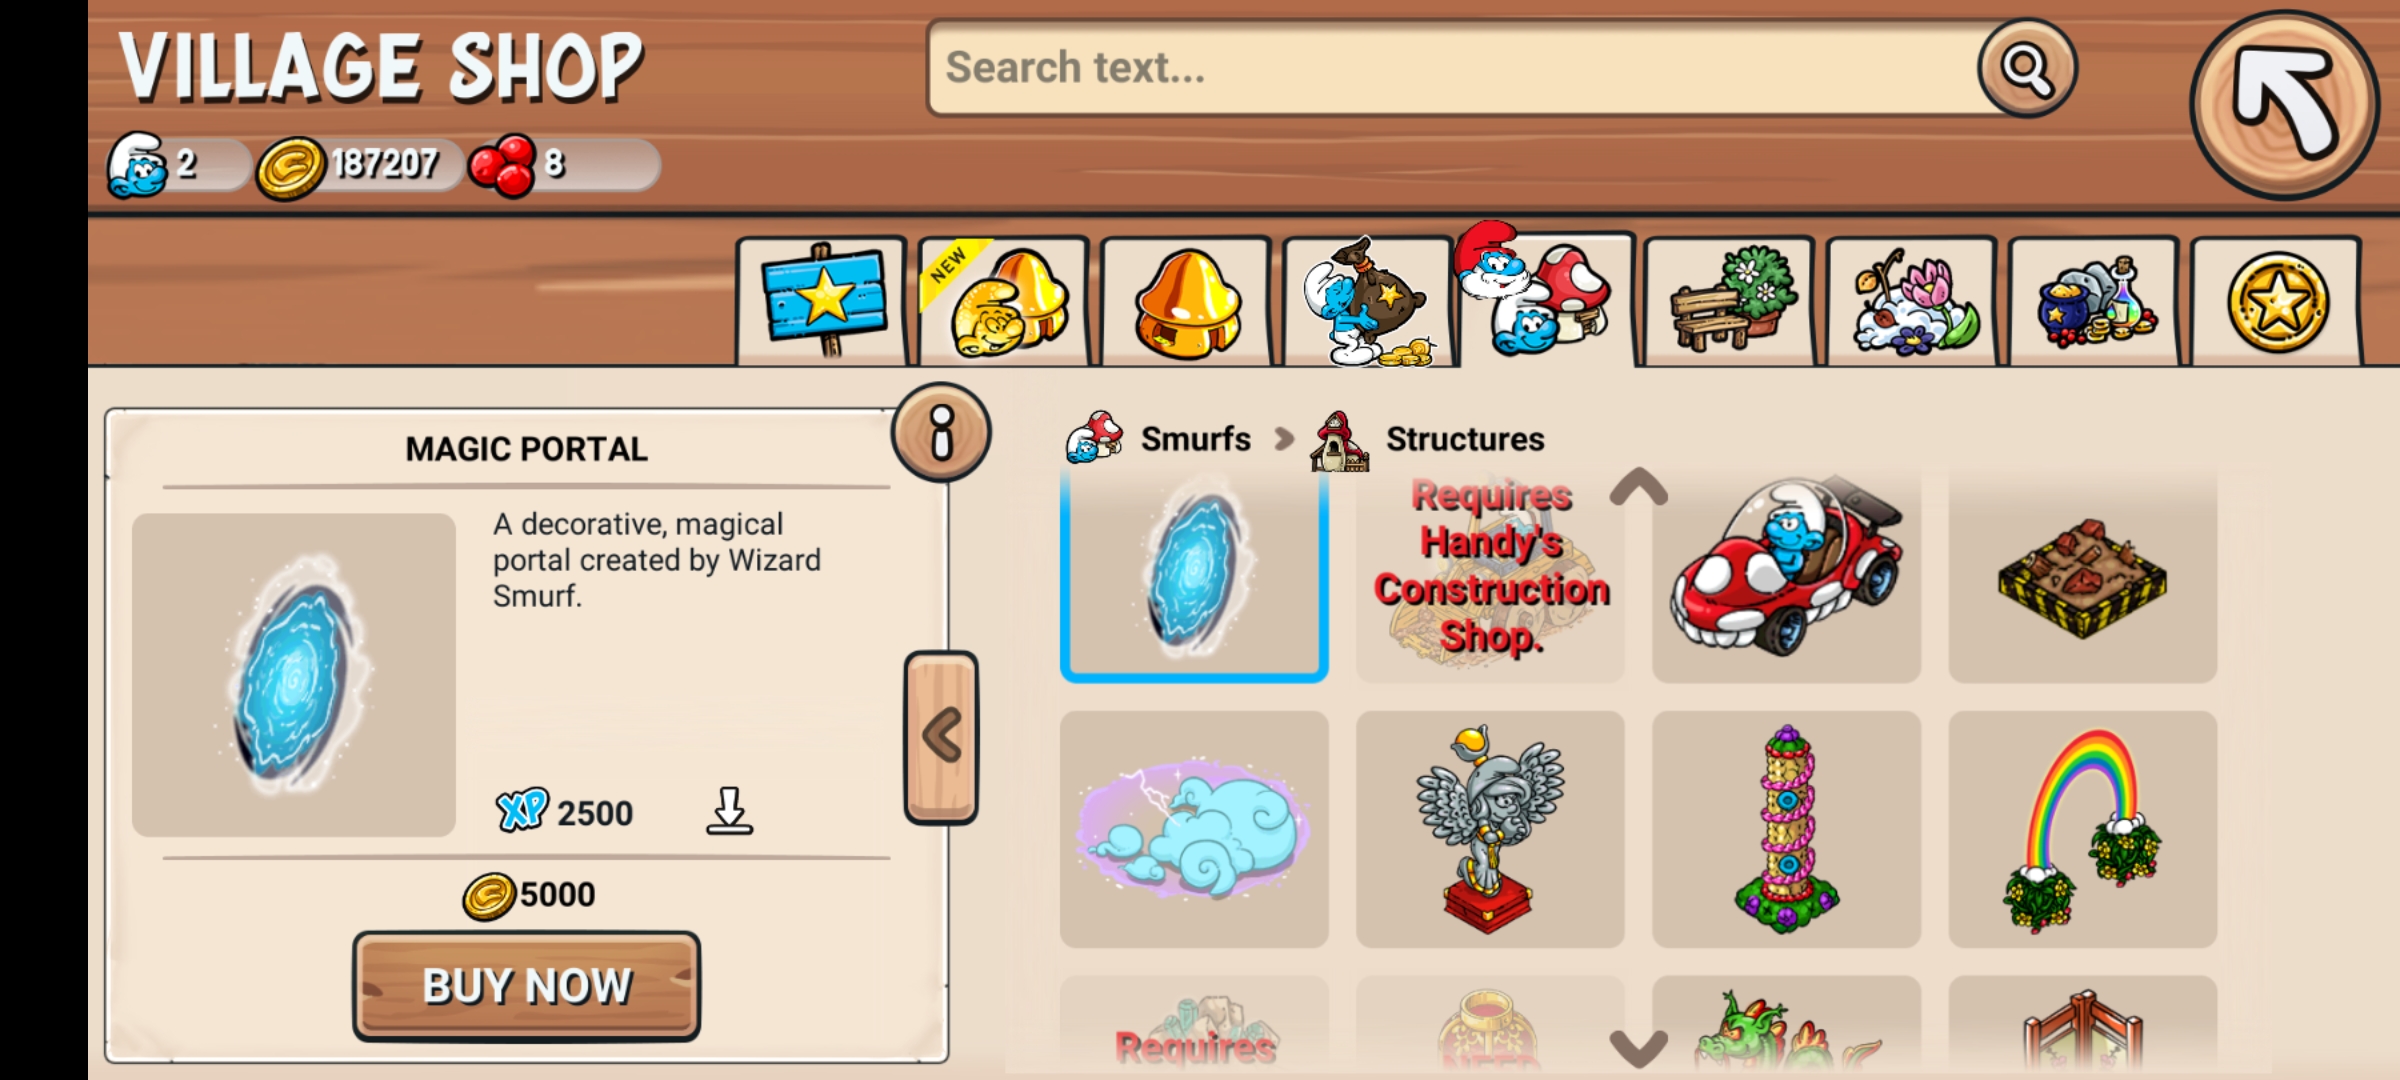 VILLAGE SHOP
Search text...
2
187207
8
NEW
MAGIC PORTAL
A decorative, magical
portal created by Wizard
Smurf.
XP 2500
5000
BUY NOW
Smurfs
Structures
Requires
Handy's
Construction
Shop.
Requires
NEED